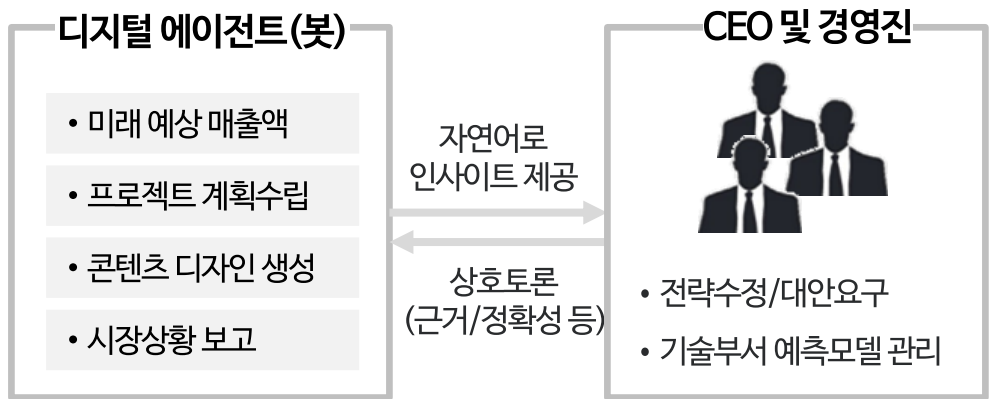 디지털 에이전트(봇)
• 미래 예상 매출액
• 프로젝트 계획수립
• 콘텐츠 디자인 생성
• 시장상황 보고
자연어로
인사이트 제공
상호토론
(근거/정확성 등)
CEO 및 경영진
• 전략수정/대안요구
• 기술부서 예측모델 관리